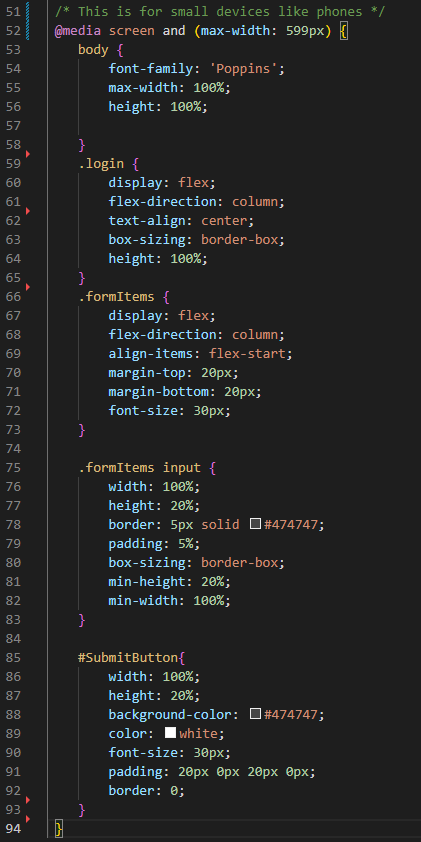 51 /* This is for small devices like phones */
52 @media screen and (max-width: 599px) {
53 body {
54 font-family: 'Poppins';
55 max-width: 100%;
56 height: 100%;
57
58 }
59 .login {
60 display: flex;
61 flex-direction: column;
62 text-align: center;
63 box-sizing: border-box;
64 height: 100%;
65 }
66 .formItems {
67 display: flex;
68 flex-direction: column;
69 align-items: flex-start;
70 margin-top: 20px;
71 margin-bottom: 20px;
72 font-size: 30px;
73 }
74
75 .formItems input {
76 width: 100%;
77 height: 20%;
78 border: 5px solid #474747;
79 padding: 5%;
80 box-sizing: border-box;
81 min-height: 20%;
82 min-width: 100%;
83 }
84
85 #SubmitButton{
86 width: 100%;
87 height: 20%;
88 background-color: #474747;
89 color: white;
90 font-size: 30px;
91 padding: 20px 0px 20px 0px;
92 border: 0;
93 }
94 }